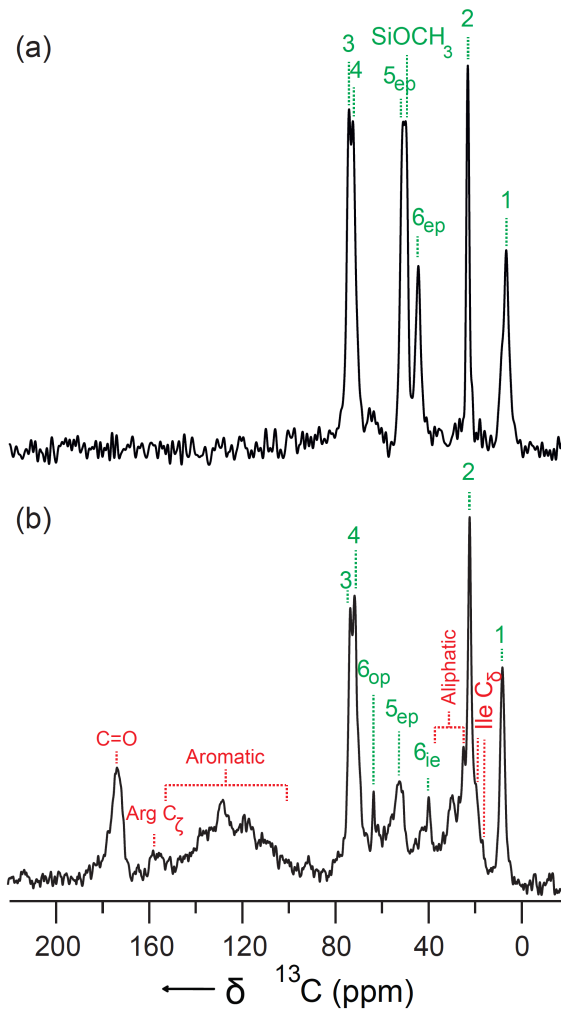 (a)
3
4
5ep
SiOCH3
6ep
2
1
(b)
C=O
Arg Cζ
Aromatic
3
4
6op
5ep
6ie
Aliphatic
2
Ile Cδ
1
200 160 120 80 40 0
← δ 13C (ppm)